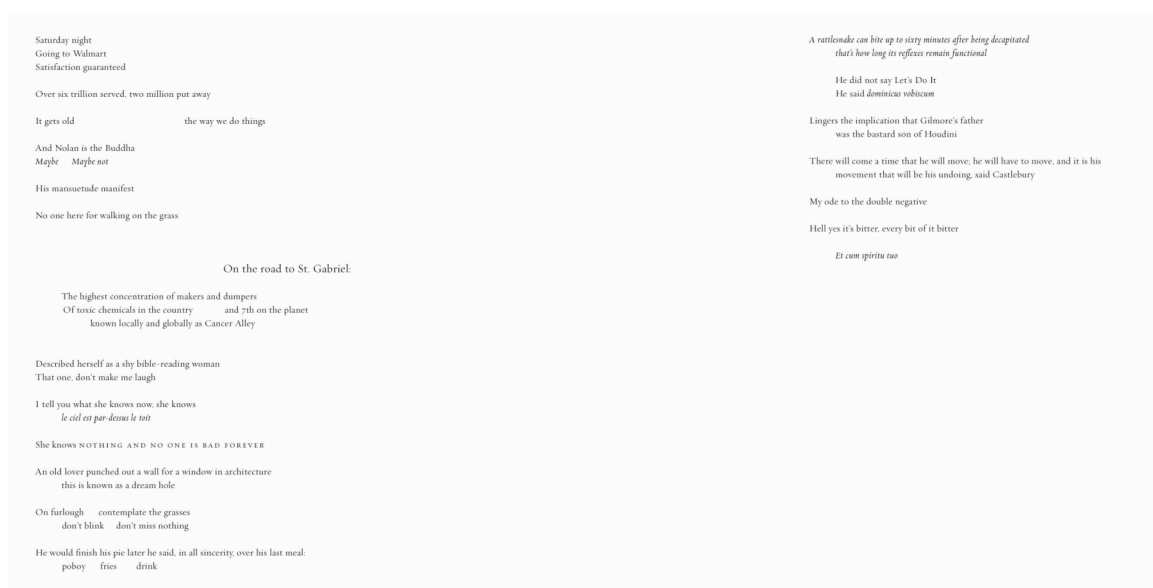 Saturday night
Going to Walmart
Satisfaction guaranteed
Over six trillion served, two million put away
It gets old the way we do things
And Nolan is the Buddha
Maybe Maybe not
His mansuetude manifest
No one here for walking on the grass
On the road to St. Gabriel:
The highest concentration of makers and dumpers
Of toxic chemicals in the country and 7th on the planet
known locally and globally as Cancer Alley
Described herself as a shy bible-reading woman
That one, don't make me laugh
I tell you what she knows now, she knows
le ciel est par-dessus le toit
She knows NOTHING AND NO ONE IS BAD FOREVER
An old lover punched out a wall for a window in architecture
this is known as a dream hole
On furlough contemplate the grasses
don't blink don't miss nothing
He would finish his pie later he said, in all sincerity, over his last meal:
poboy fries drink
A rattlesnake can bite up to sixty minutes after being decapitated
that's how long its reflexes remain functional
He did not say Let's Do It
He said dominicus vobiscum
Lingers the implication that Gilmore's father
was the bastard son of Houdini
There will come a time that he will move; he will have to move, and it is his
movement that will be his undoing, said Castlebury
My ode to the double negative
Hell yes it's bitter, every bit of it bitter
Et cum spiritu tuo